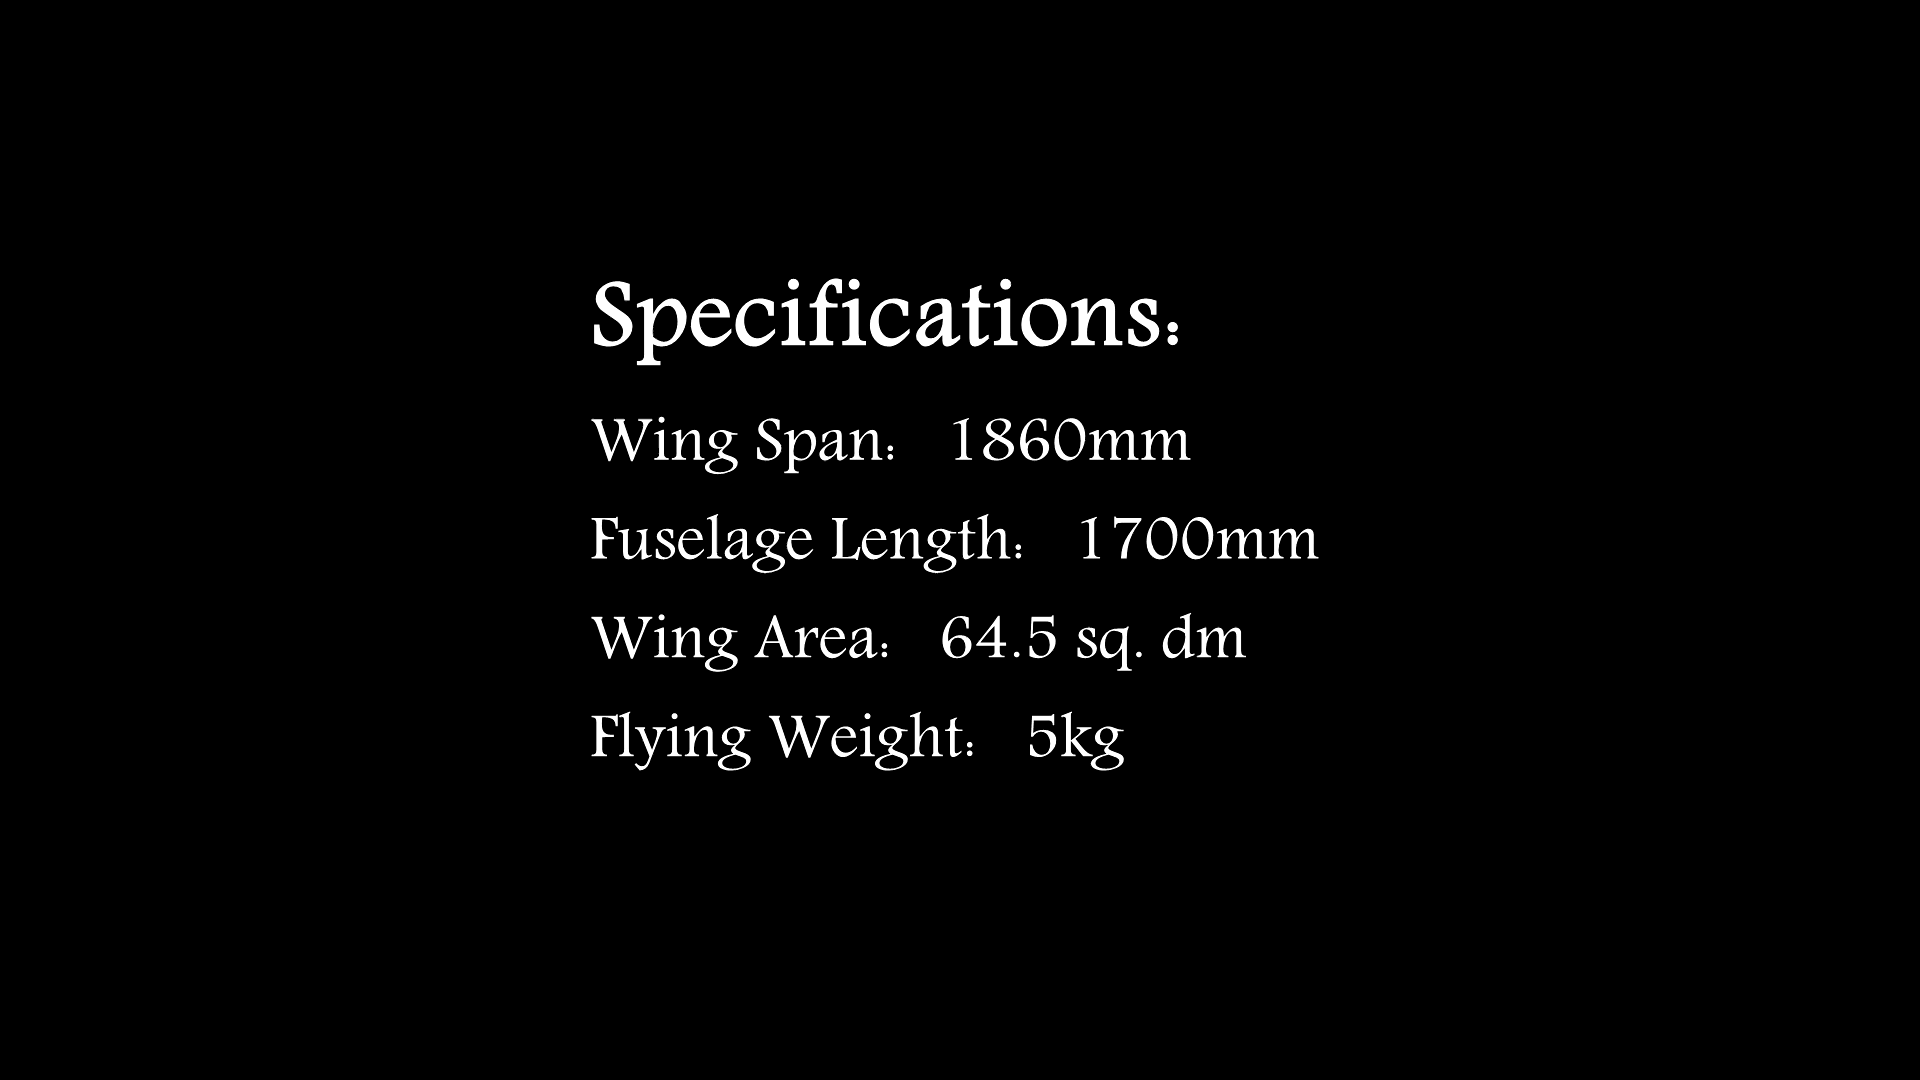 Specifications:
Wing Span: 1860mm
Fuselage Length: 1700mm
Wing Area: 64.5 sq. dm
Flying Weight: 5kg